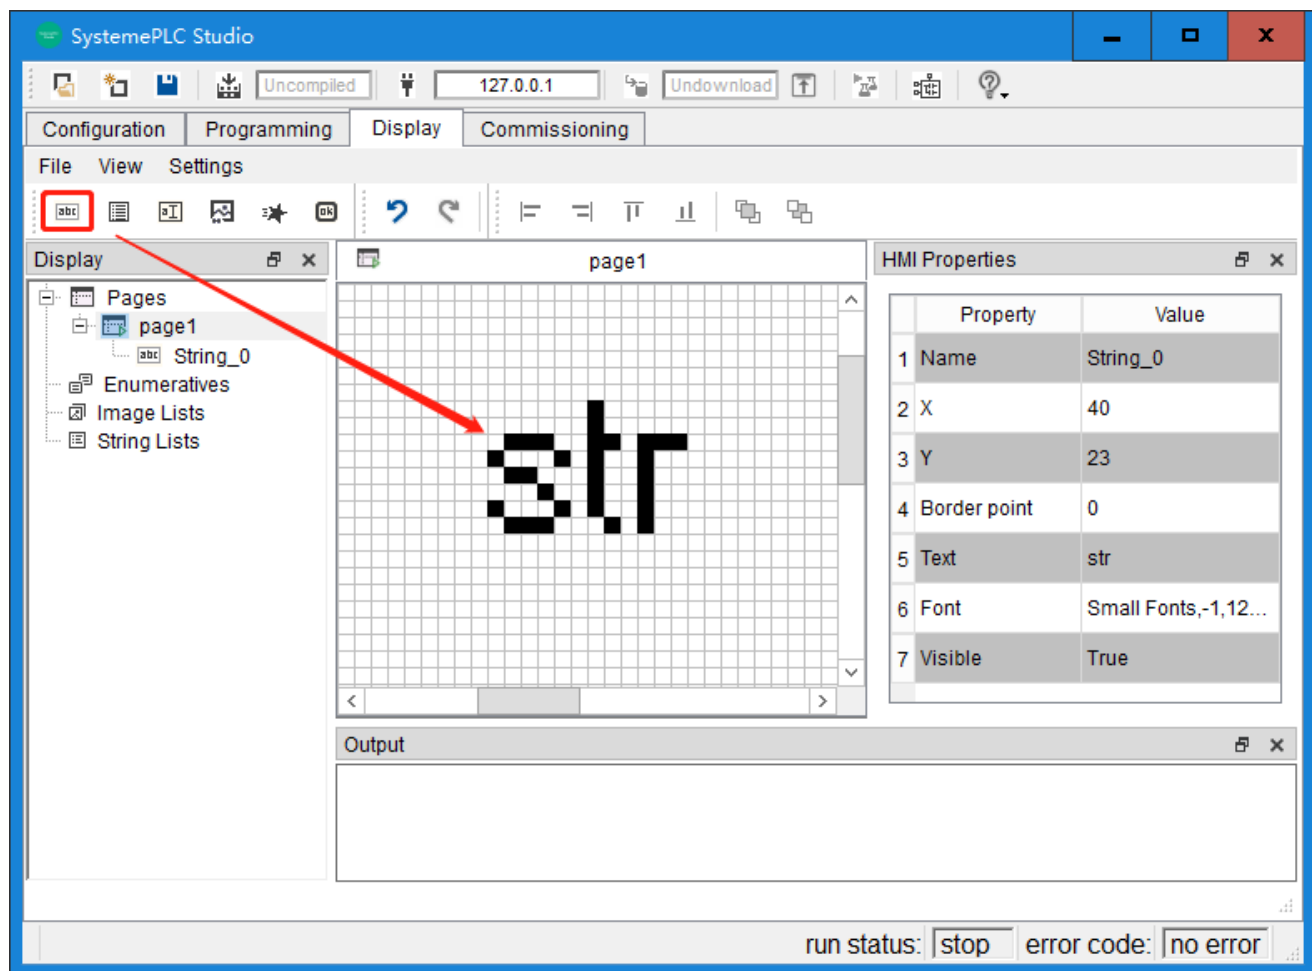 SystemePLC Studio
Uncompiled 127.0.0.1 Undownload
Configuration Programming Display Commissioning
File View Settings
abc aI ok
Display
Pages
page1
abc String_0
Enumeratives
Image Lists
String Lists
page1
str
HMI Properties
Property Value
1 Name String_0
2 X 40
3 Y 23
4 Border point 0
5 Text str
6 Font Small Fonts,-1,12...
7 Visible True
Output
run status: stop error code: no error